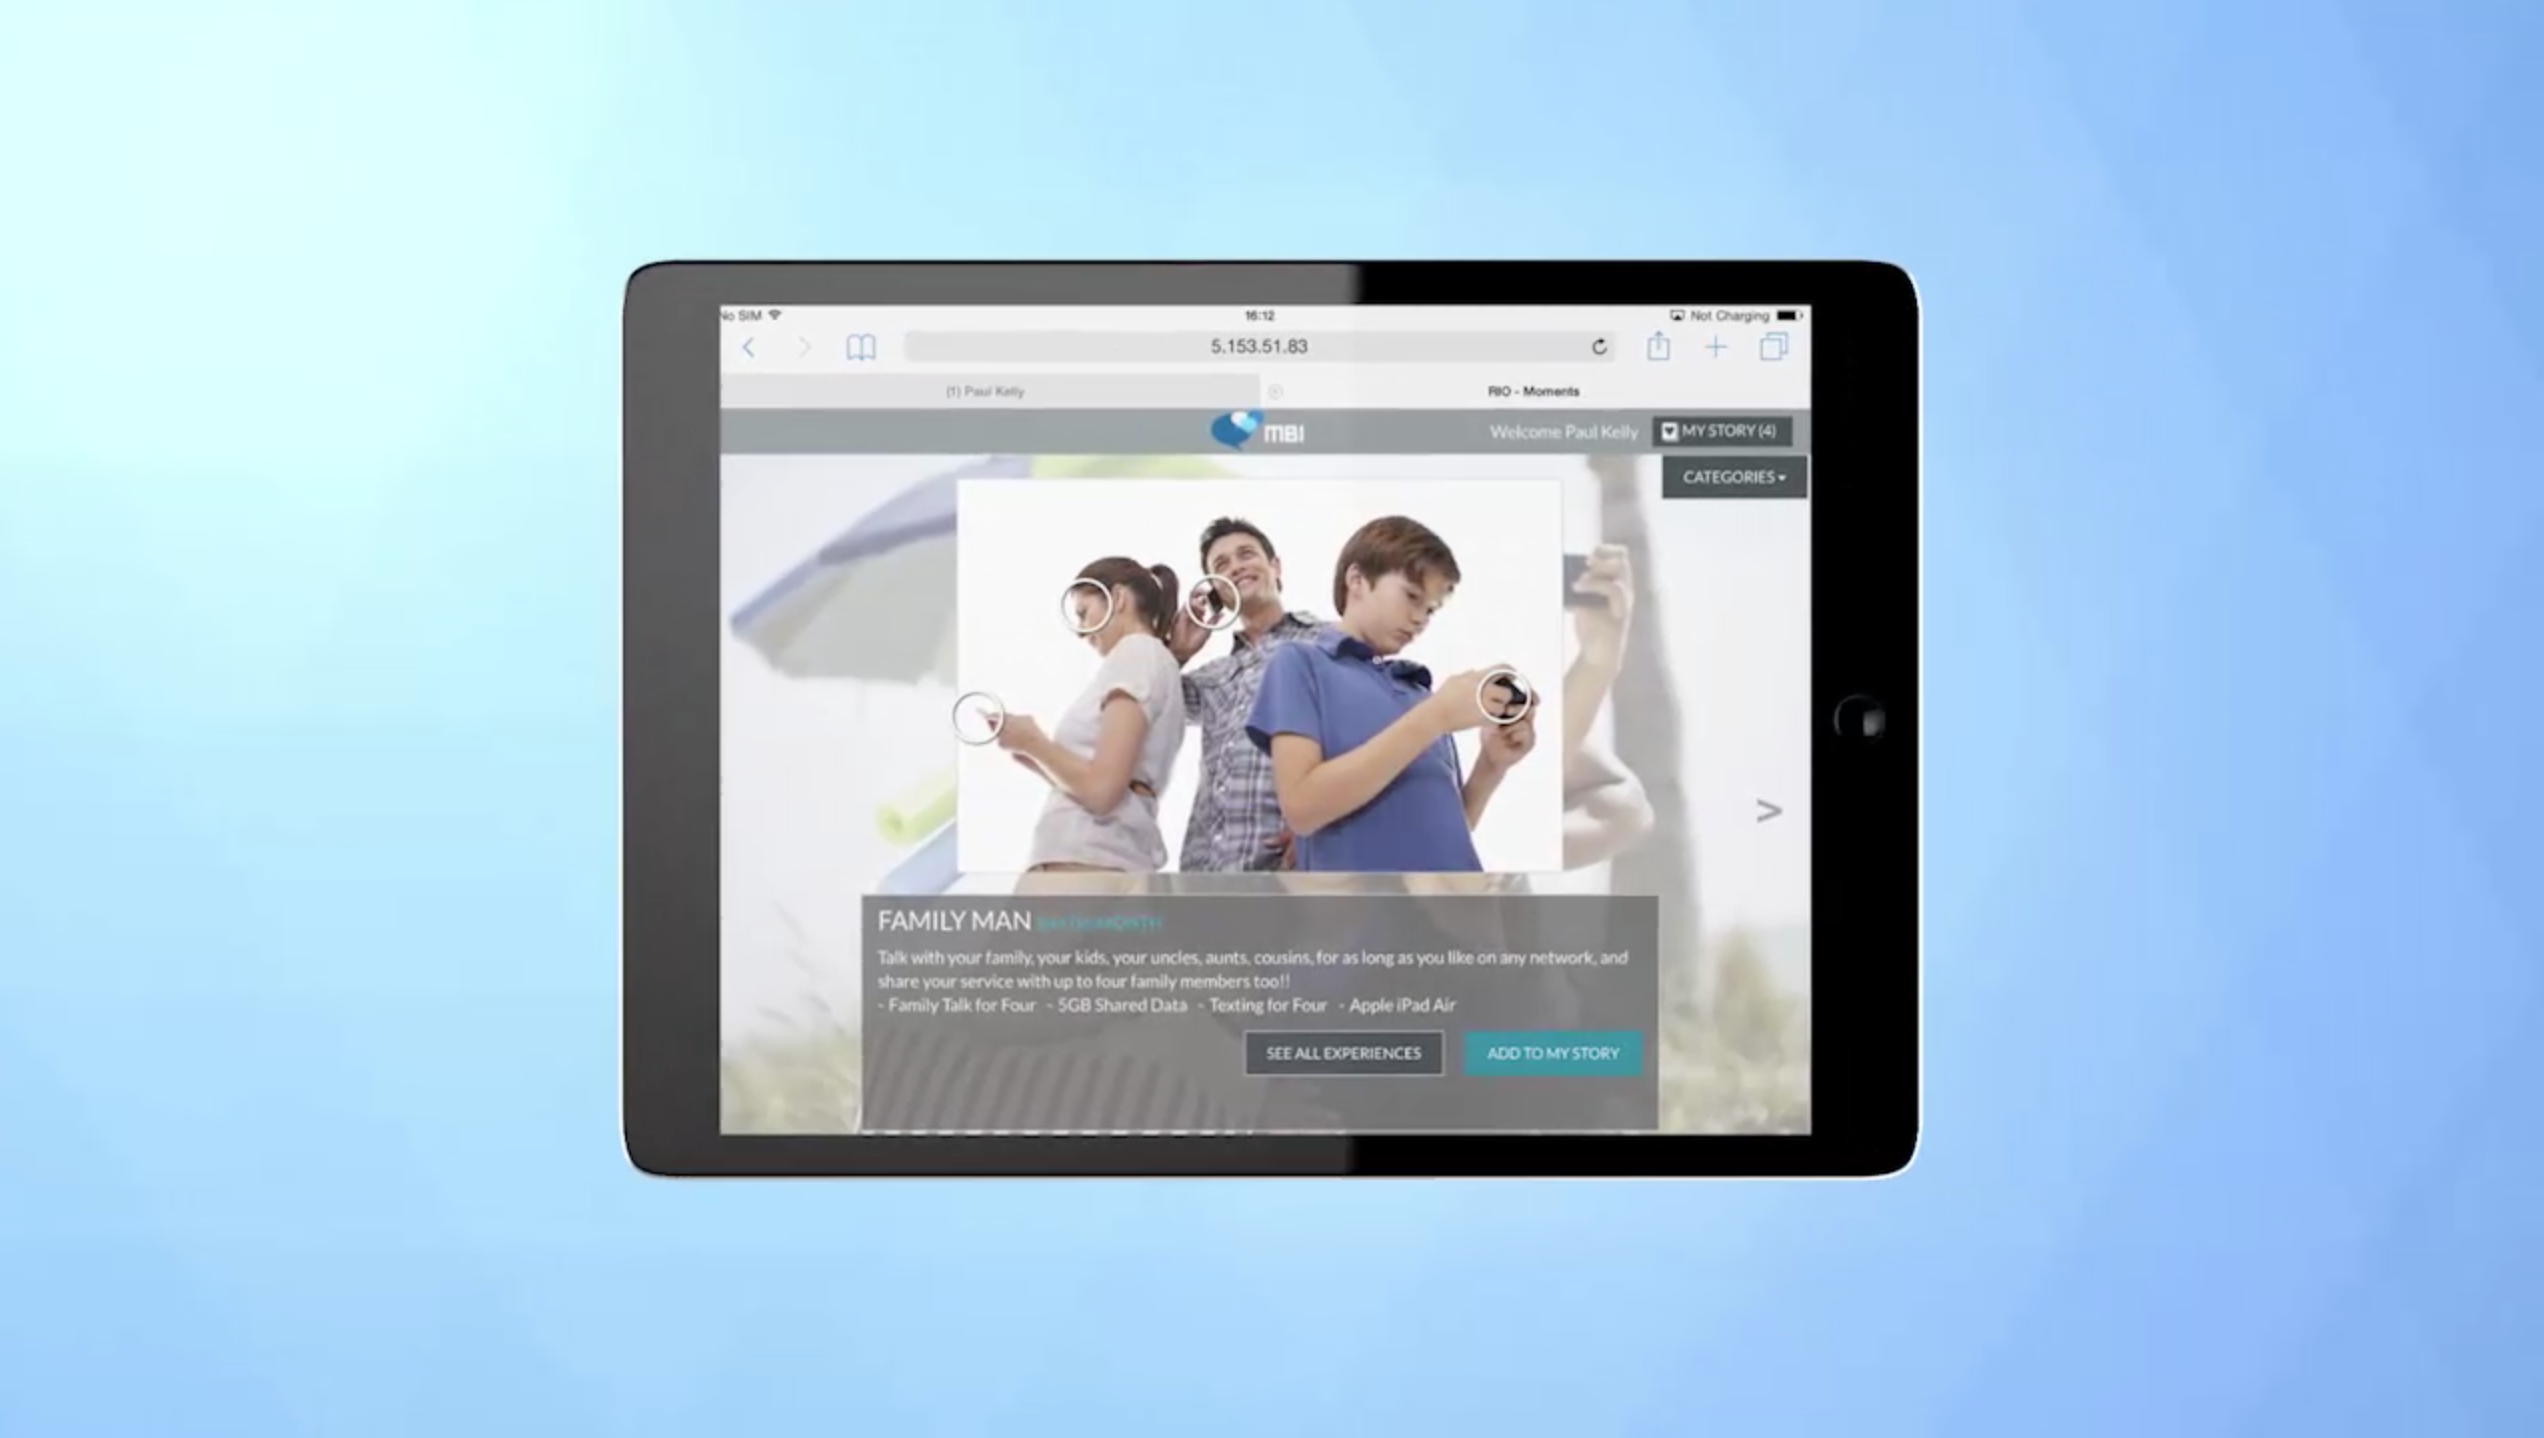 No SIM
16:12
Not Charging
5.153.51.83
(1) Paul Kelly
RIO - Moments
MBI
Welcome Paul Kelly
MY STORY (4)
CATEGORIES
>
FAMILY MAN
Talk with your family, your kids, your uncles, aunts, cousins, for as long as you like on any network, and
share your service with up to four family members too!!
- Family Talk for Four - 5GB Shared Data - Texting for Four - Apple iPad Air
SEE ALL EXPERIENCES
ADD TO MY STORY